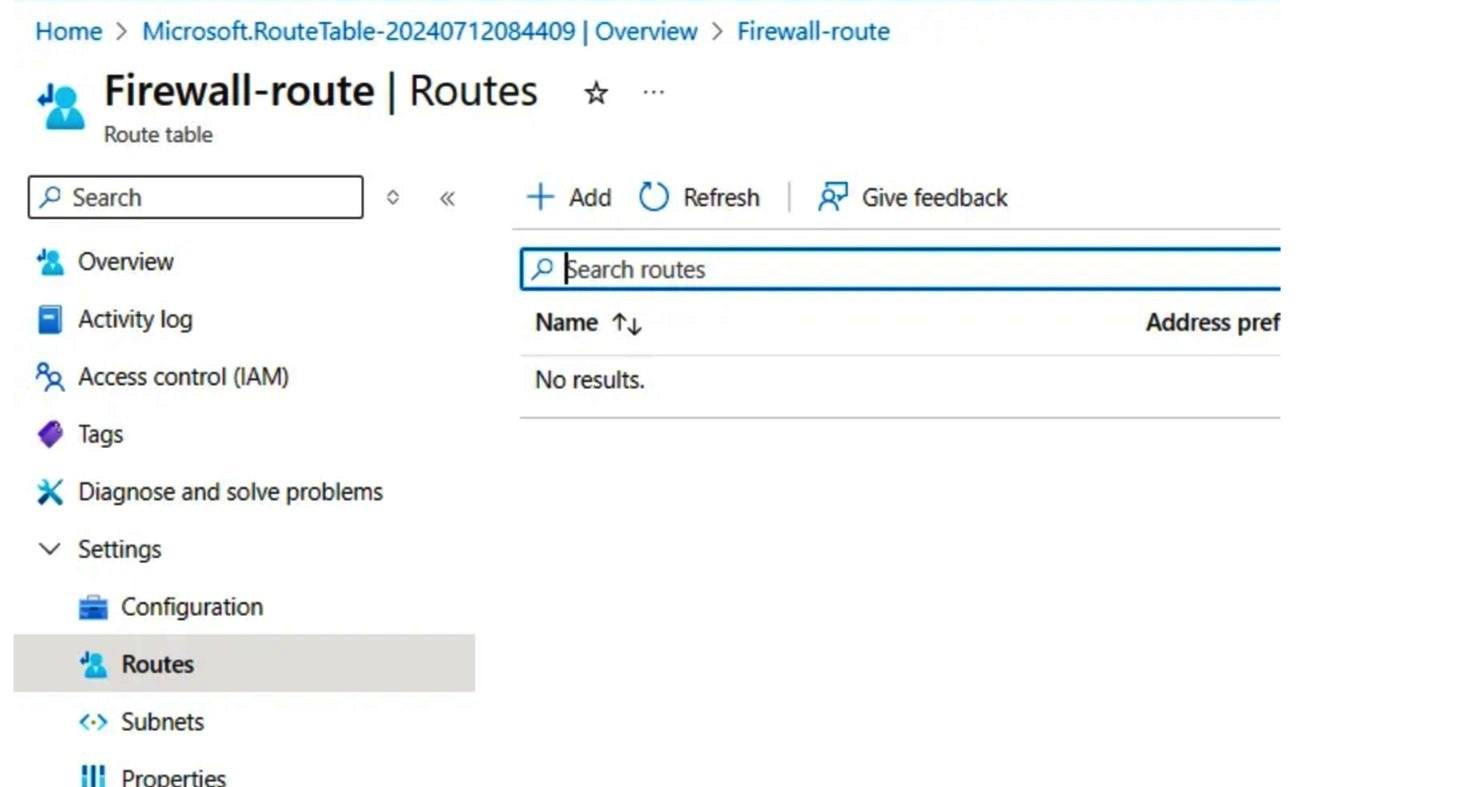 Home > Microsoft.RouteTable-20240712084409 | Overview > Firewall-route
Firewall-route | Routes
Route table
Search
Add Refresh Give feedback
Overview
Search routes
Activity log
Name Address pref
Access control (IAM)
No results.
Tags
Diagnose and solve problems
Settings
Configuration
Routes
Subnets
Properties